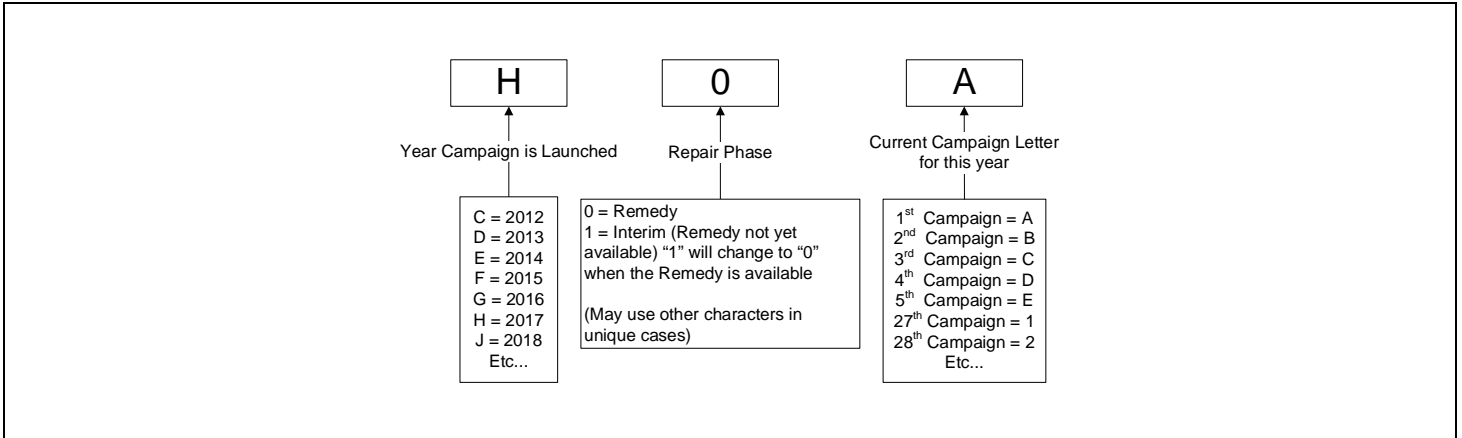 H
0
A
Year Campaign is Launched
Repair Phase
Current Campaign Letter
for this year
C = 2012
D = 2013
E = 2014
F = 2015
G = 2016
H = 2017
J = 2018
Etc...
0 = Remedy
1 = Interim (Remedy not yet
available) “1” will change to “0”
when the Remedy is available
(May use other characters in
unique cases)
1st Campaign = A
2nd Campaign = B
3rd Campaign = C
4th Campaign = D
5th Campaign = E
27th Campaign = 1
28th Campaign = 2
Etc...